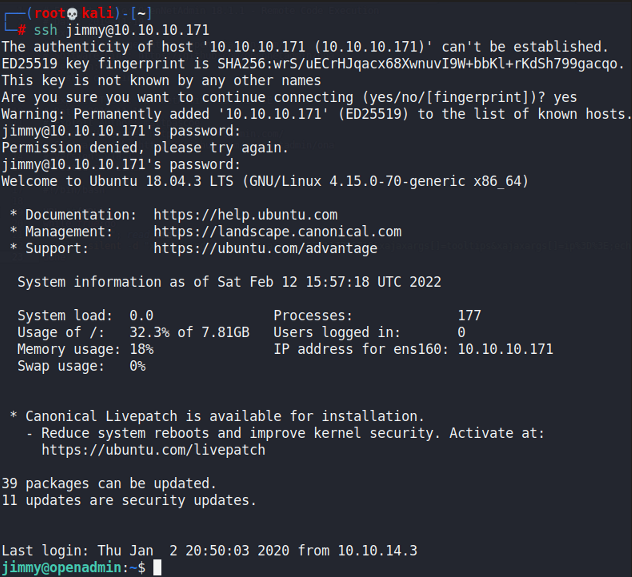 ┌──(root💀kali)-[~]
└─# ssh jimmy@10.10.10.171
The authenticity of host '10.10.10.171 (10.10.10.171)' can't be established.
ED25519 key fingerprint is SHA256:wrS/uECrHJqacx68XwnuvI9W+bbKl+rKdSh799gacqo.
This key is not known by any other names
Are you sure you want to continue connecting (yes/no/[fingerprint])? yes
Warning: Permanently added '10.10.10.171' (ED25519) to the list of known hosts.
jimmy@10.10.10.171's password:
Permission denied, please try again.
jimmy@10.10.10.171's password:
Welcome to Ubuntu 18.04.3 LTS (GNU/Linux 4.15.0-70-generic x86_64)

 * Documentation:  https://help.ubuntu.com
 * Management:     https://landscape.canonical.com
 * Support:        https://ubuntu.com/advantage

  System information as of Sat Feb 12 15:57:18 UTC 2022

  System load:  0.0               Processes:             177
  Usage of /:   32.3% of 7.81GB   Users logged in:       0
  Memory usage: 18%               IP address for ens160: 10.10.10.171
  Swap usage:   0%

 * Canonical Livepatch is available for installation.
   - Reduce system reboots and improve kernel security. Activate at:
     https://ubuntu.com/livepatch

39 packages can be updated.
11 updates are security updates.

Last login: Thu Jan  2 20:50:03 2020 from 10.10.14.3
jimmy@openadmin:~$